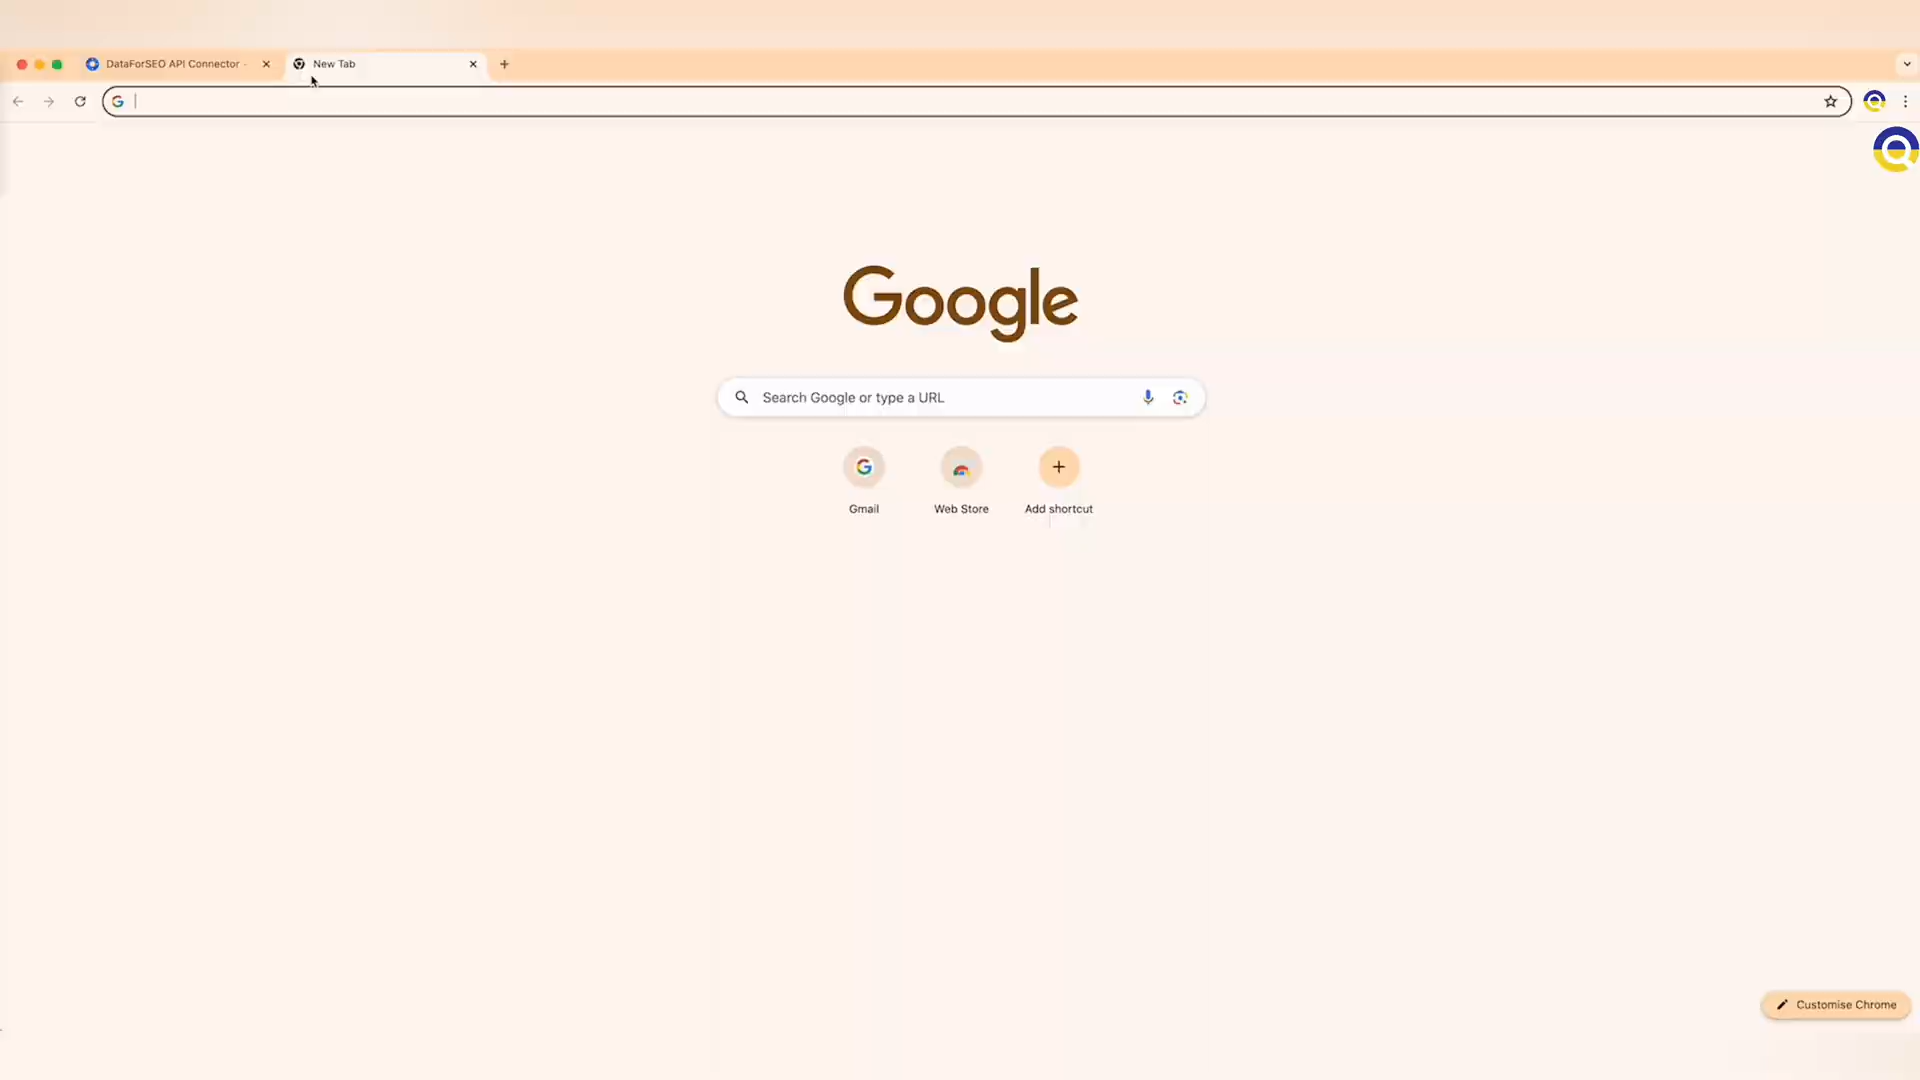 DataForSEO API Connector -
New Tab
Google
Search Google or type a URL
Gmail
Web Store
Add shortcut
Customise Chrome